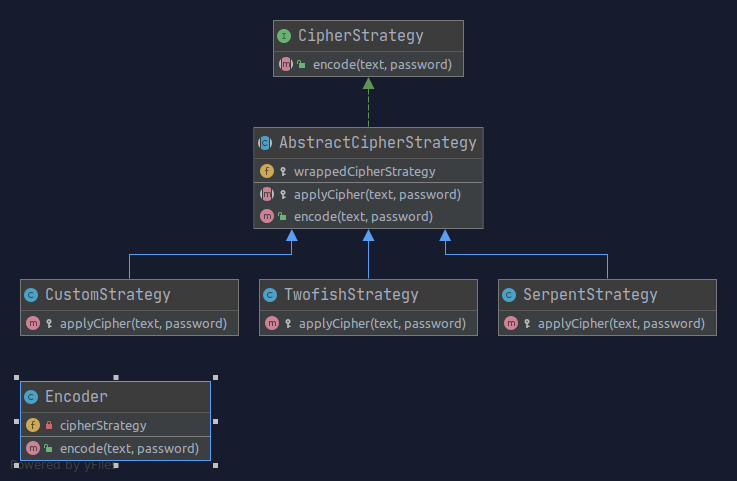 CipherStrategy
encode(text, password)
AbstractCipherStrategy
wrappedCipherStrategy
applyCipher(text, password)
encode(text, password)
CustomStrategy
applyCipher(text, password)
TwofishStrategy
applyCipher(text, password)
SerpentStrategy
applyCipher(text, password)
Encoder
cipherStrategy
encode(text, password)
Powered by yFiles